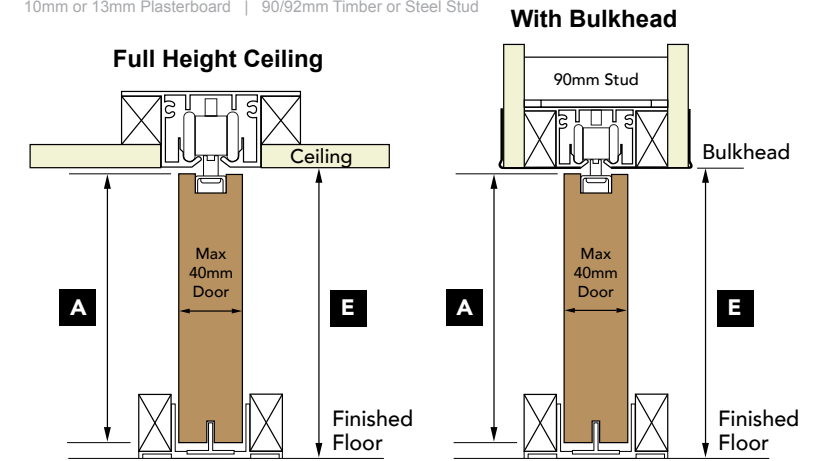 10mm or 13mm Plasterboard | 90/92mm Timber or Steel Stud
With Bulkhead
Full Height Ceiling
90mm Stud
Ceiling
Bulkhead
Max
40mm
Door
A
E
Finished
Floor
Max
40mm
Door
A
E
Finished
Floor